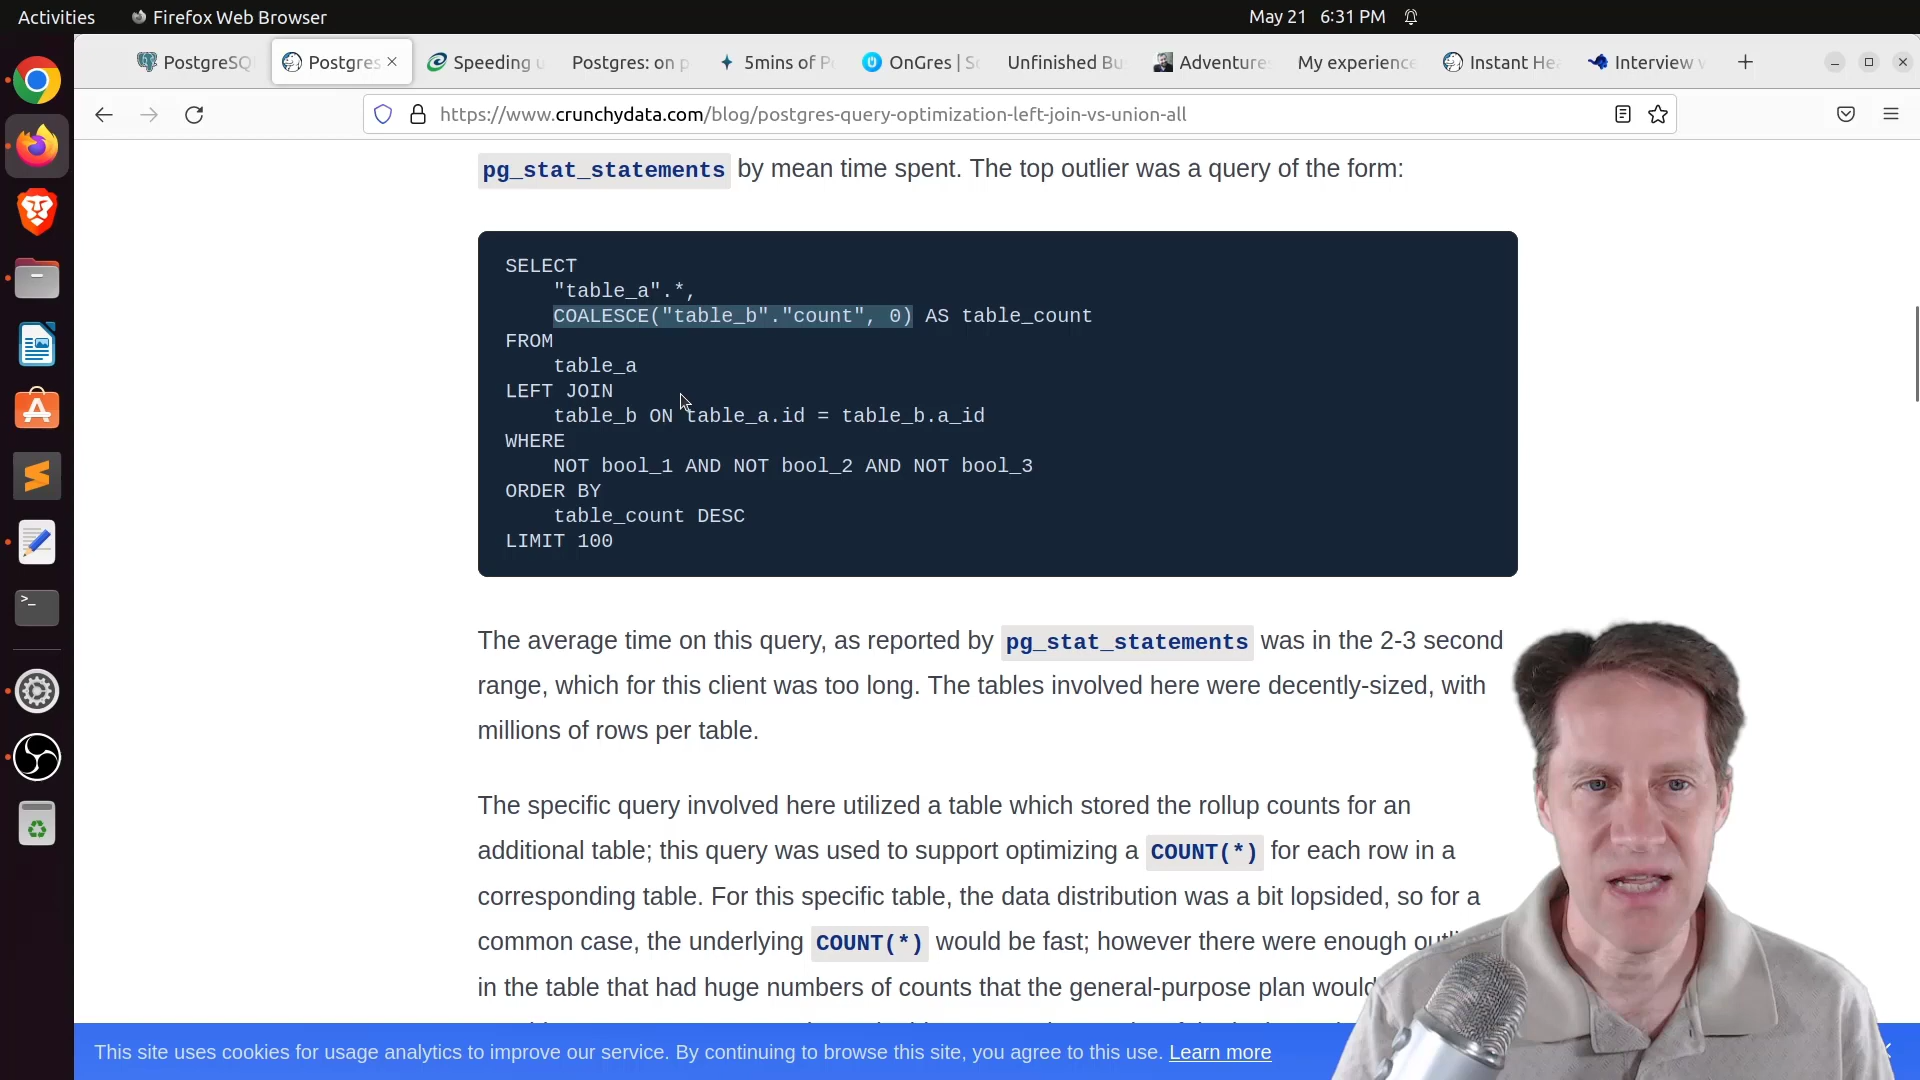 Activities
Firefox Web Browser
May 21 6:31 PM
PostgreSQ
Postgres
Speeding u
Postgres: on p
5mins of P
OnGres | S
Unfinished Bu
Adventure
My experience
Instant He
Interview
https://www.crunchydata.com/blog/postgres-query-optimization-left-join-vs-union-all
pg_stat_statements by mean time spent. The top outlier was a query of the form:
SELECT
"table_a".*,
COALESCE("table_b"."count", 0) AS table_count
FROM
table_a
LEFT JOIN
table_b ON table_a.id = table_b.a_id
WHERE
NOT bool_1 AND NOT bool_2 AND NOT bool_3
ORDER BY
table_count DESC
LIMIT 100
The average time on this query, as reported by pg_stat_statements was in the 2-3 second
range, which for this client was too long. The tables involved here were decently-sized, with
millions of rows per table.
The specific query involved here utilized a table which stored the rollup counts for an
additional table; this query was used to support optimizing a COUNT(*) for each row in a
corresponding table. For this specific table, the data distribution was a bit lopsided, so for a
common case, the underlying COUNT(*) would be fast; however there were enough
in the table that had huge numbers of counts that the general-purpose plan would
This site uses cookies for usage analytics to improve our service. By continuing to browse this site, you agree to this use. Learn more